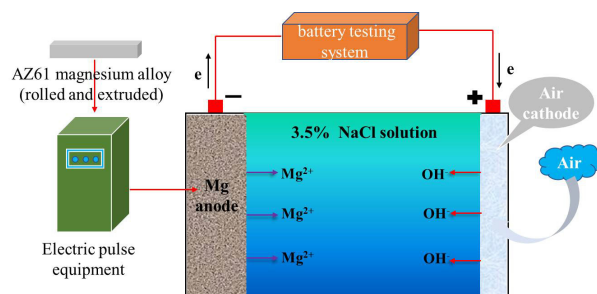 battery testing
system
e
e
AZ61 magnesium alloy
(rolled and extruded)
−
+
Air
cathode
3.5% NaCl solution
Air
Mg²⁺
OH⁻
Mg
anode
Mg²⁺
OH⁻
Mg²⁺
OH⁻
Electric pulse
equipment